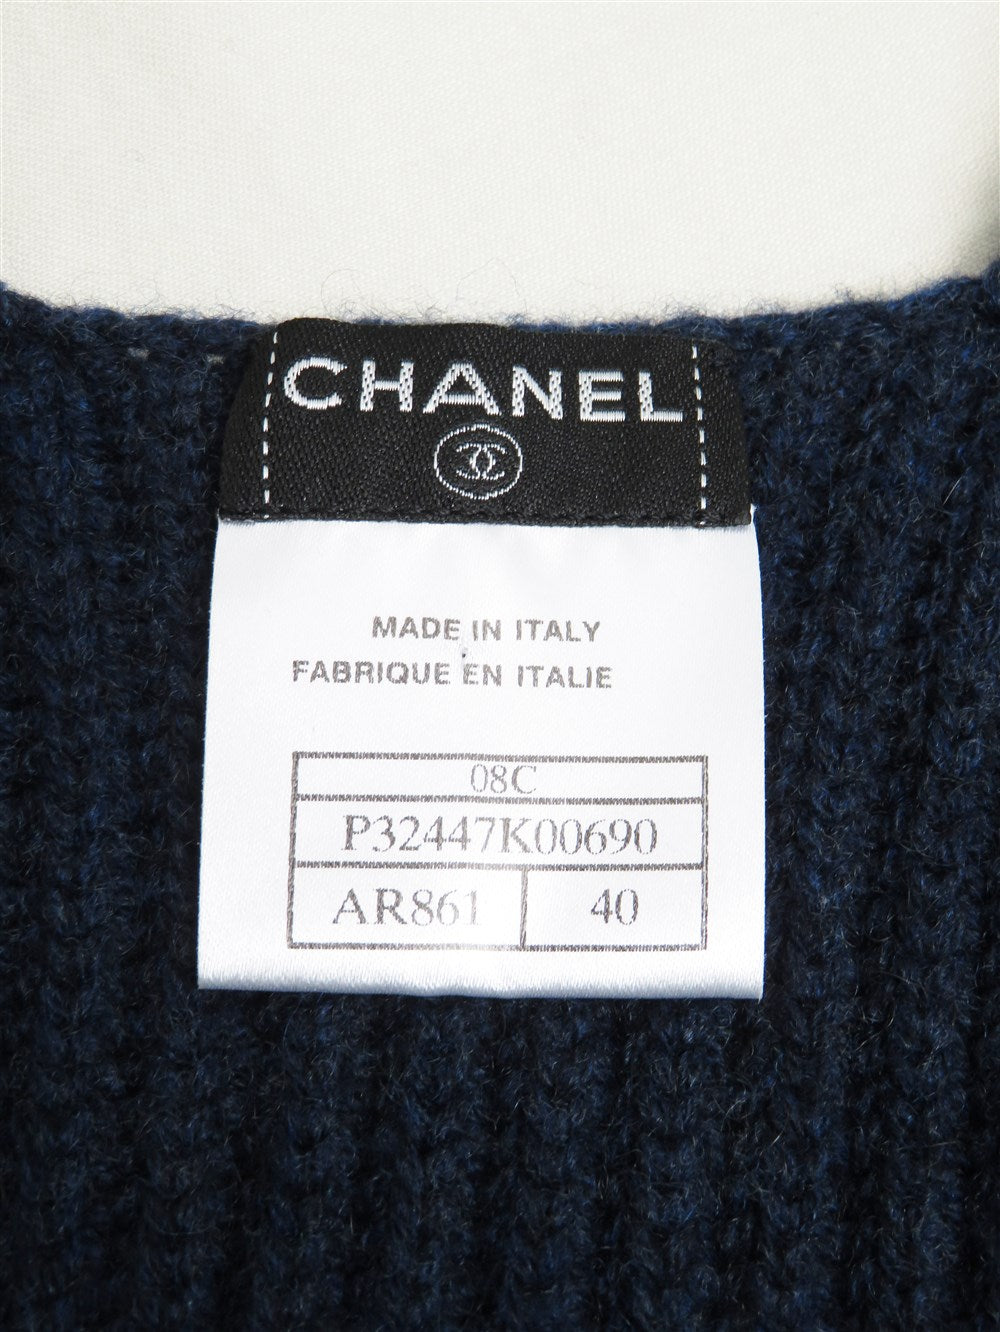 CHANEL
MADE IN ITALY
FABRIQUE EN ITALIE
08C
P32447K00690
AR861 40